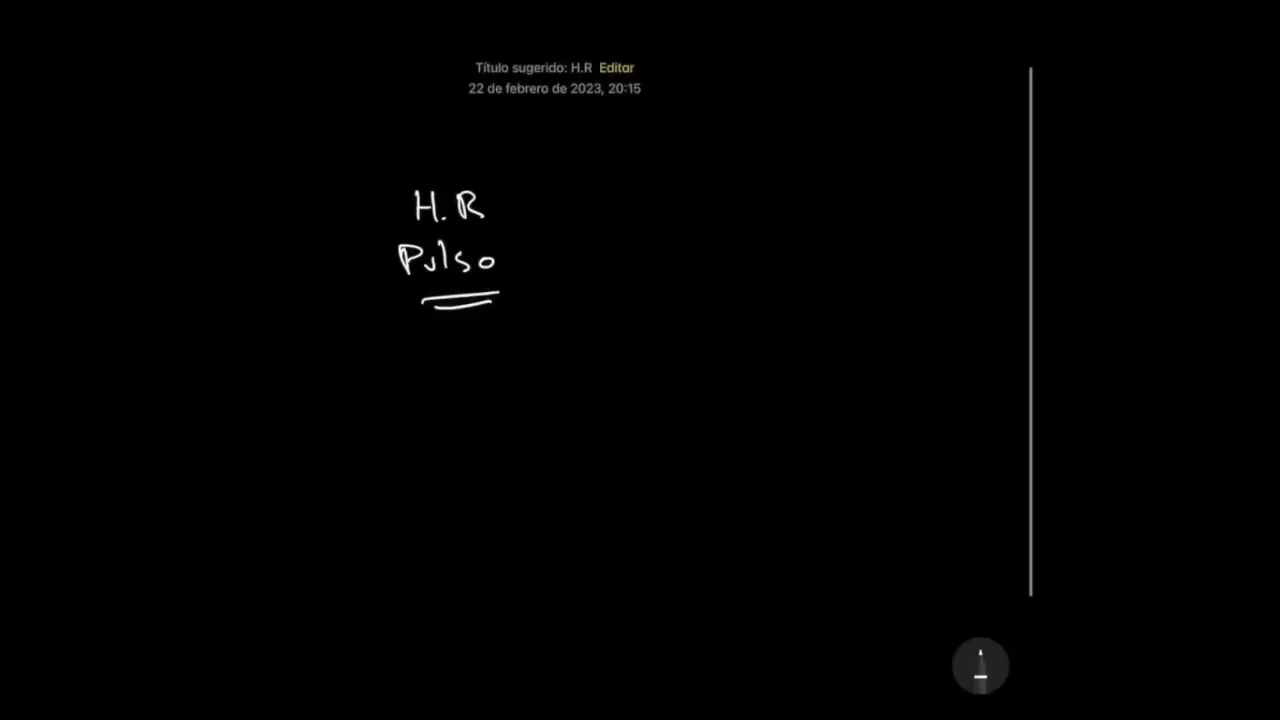 Título sugerido: H.R Editar
22 de febrero de 2023, 20:15
H.R
Pulso